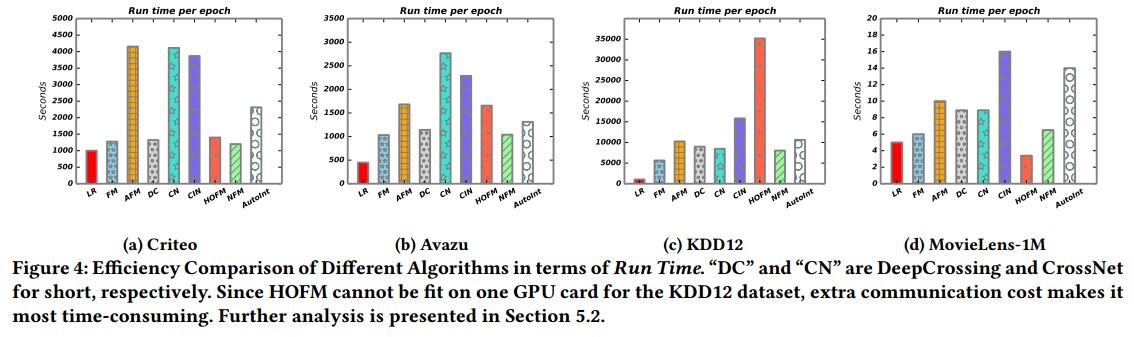 Run time per epoch
5000
4500
4000
3500
3000
2500
2000
1500
1000
500
0
Seconds
LR FM AFM DC CN CIN HOFM NFM AutoInt
(a) Criteo
Run time per epoch
3500
3000
2500
2000
1500
1000
500
0
Seconds
LR FM AFM DC CN CIN HOFM NFM AutoInt
(b) Avazu
Run time per epoch
35000
30000
25000
20000
15000
10000
5000
0
Seconds
LR FM AFM DC CN CIN HOFM NFM AutoInt
(c) KDD12
Run time per epoch
20
18
16
14
12
10
8
6
4
2
0
Seconds
LR FM AFM DC CN CIN HOFM NFM AutoInt
(d) MovieLens-1M
Figure 4: Efficiency Comparison of Different Algorithms in terms of Run Time. “DC” and “CN” are DeepCrossing and CrossNet
for short, respectively. Since HOFM cannot be fit on one GPU card for the KDD12 dataset, extra communication cost makes it
most time-consuming. Further analysis is presented in Section 5.2.